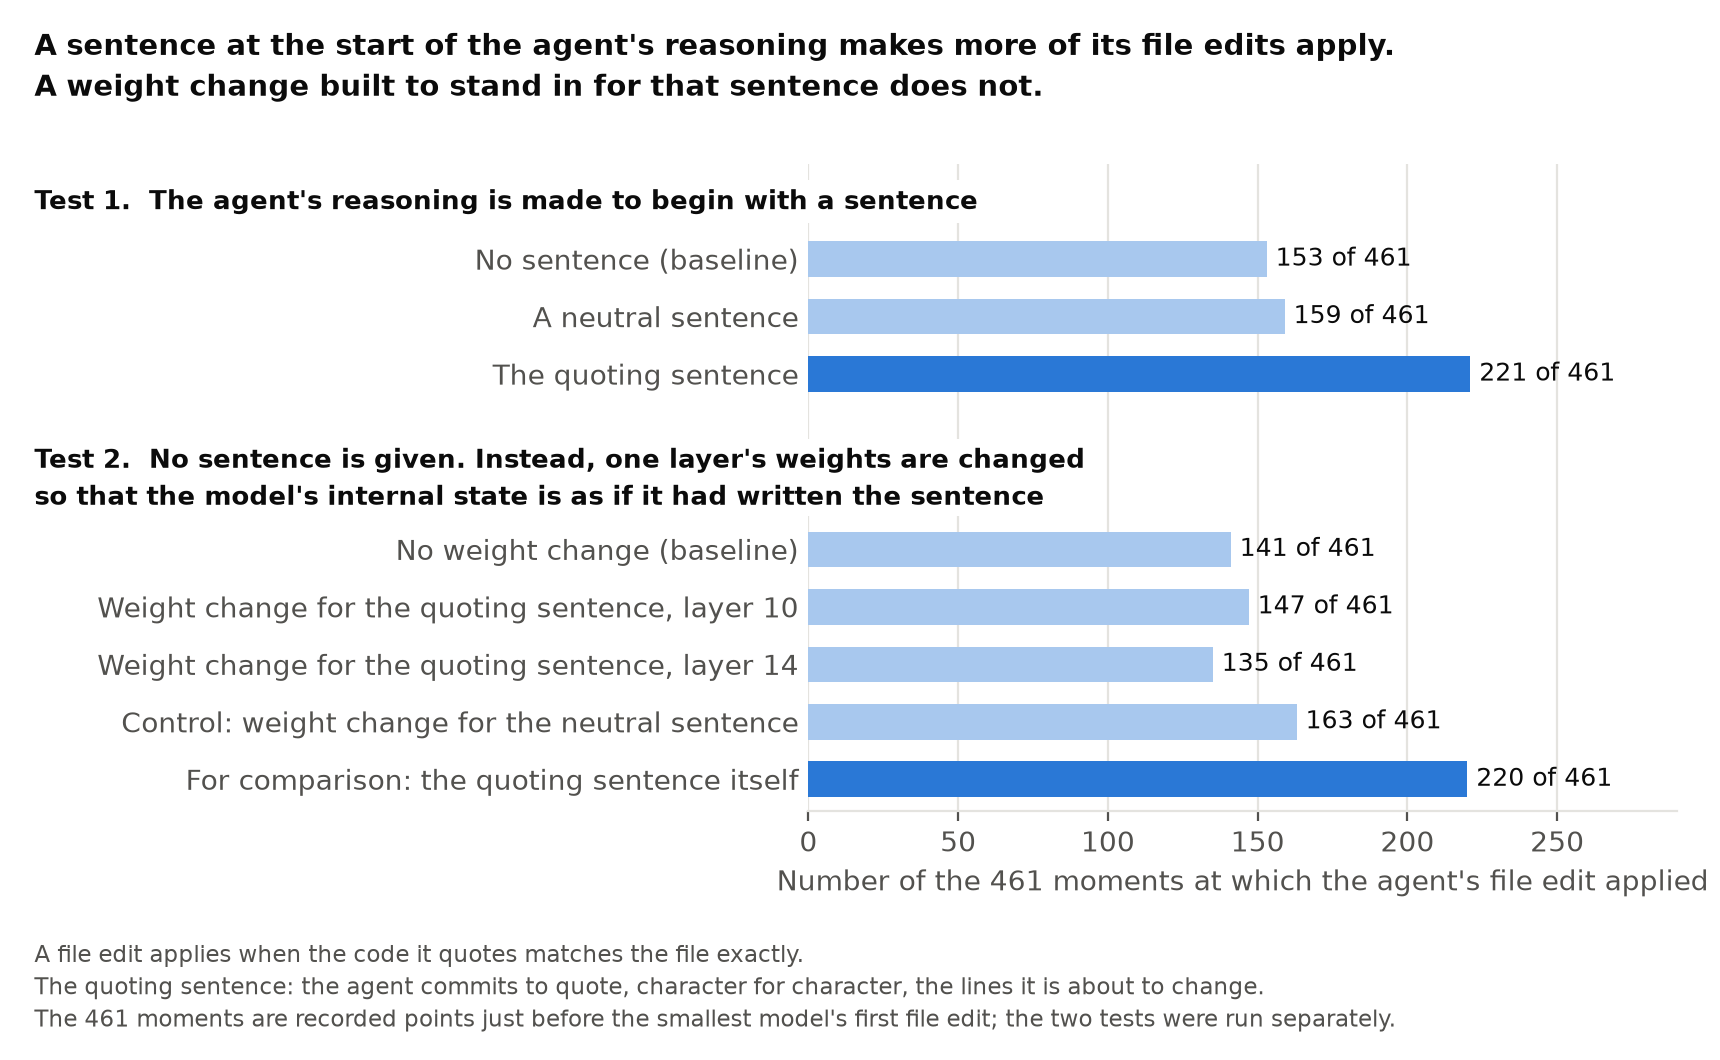 A sentence at the start of the agent's reasoning makes more of its file edits apply.
A weight change built to stand in for that sentence does not.
Test 1.  The agent's reasoning is made to begin with a sentence
No sentence (baseline)
153 of 461
A neutral sentence
159 of 461
The quoting sentence
221 of 461
Test 2.  No sentence is given. Instead, one layer's weights are changed
so that the model's internal state is as if it had written the sentence
No weight change (baseline)
141 of 461
Weight change for the quoting sentence, layer 10
147 of 461
Weight change for the quoting sentence, layer 14
135 of 461
Control: weight change for the neutral sentence
163 of 461
For comparison: the quoting sentence itself
220 of 461
0 50 100 150 200 250
Number of the 461 moments at which the agent's file edit applied
A file edit applies when the code it quotes matches the file exactly.
The quoting sentence: the agent commits to quote, character for character, the lines it is about to change.
The 461 moments are recorded points just before the smallest model's first file edit; the two tests were run separately.